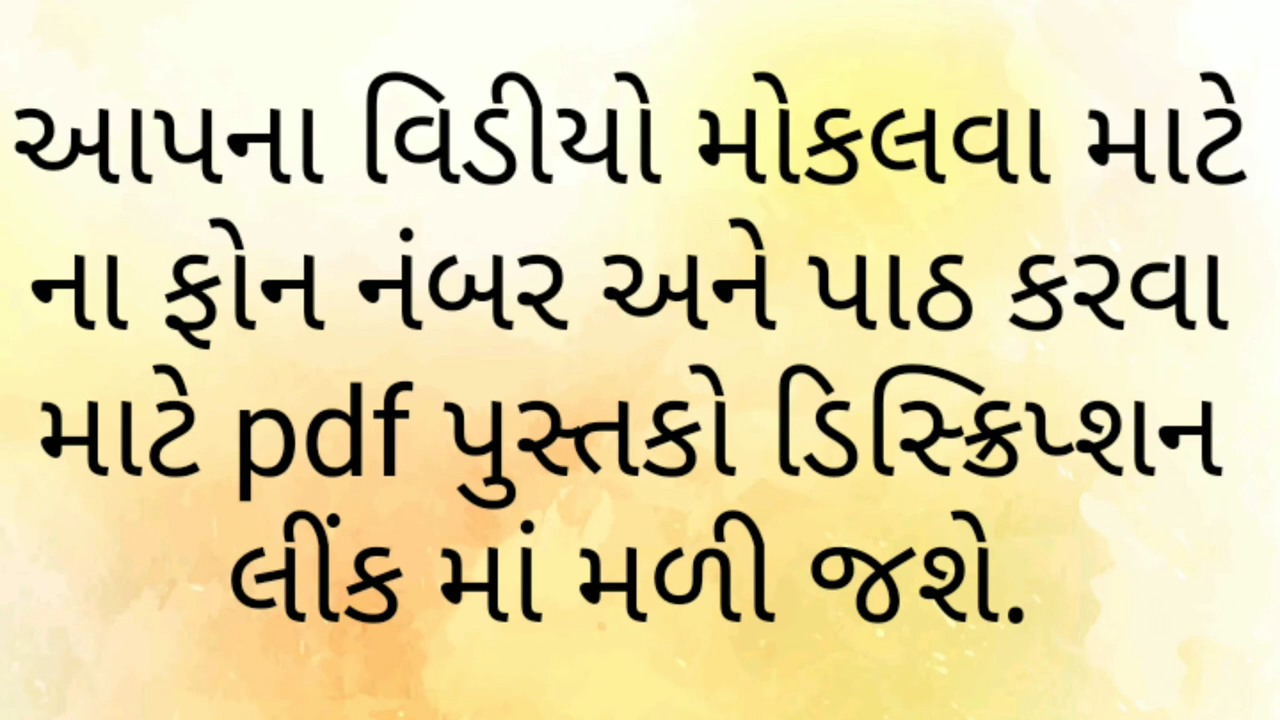 આપના વિડીયો મોકલવા માટે
ના ફોન નંબર અને પાઠ કરવા
માટે pdf પુસ્તકો ડિસ્ક્રિપ્શન
લીંક માં મળી જશે.